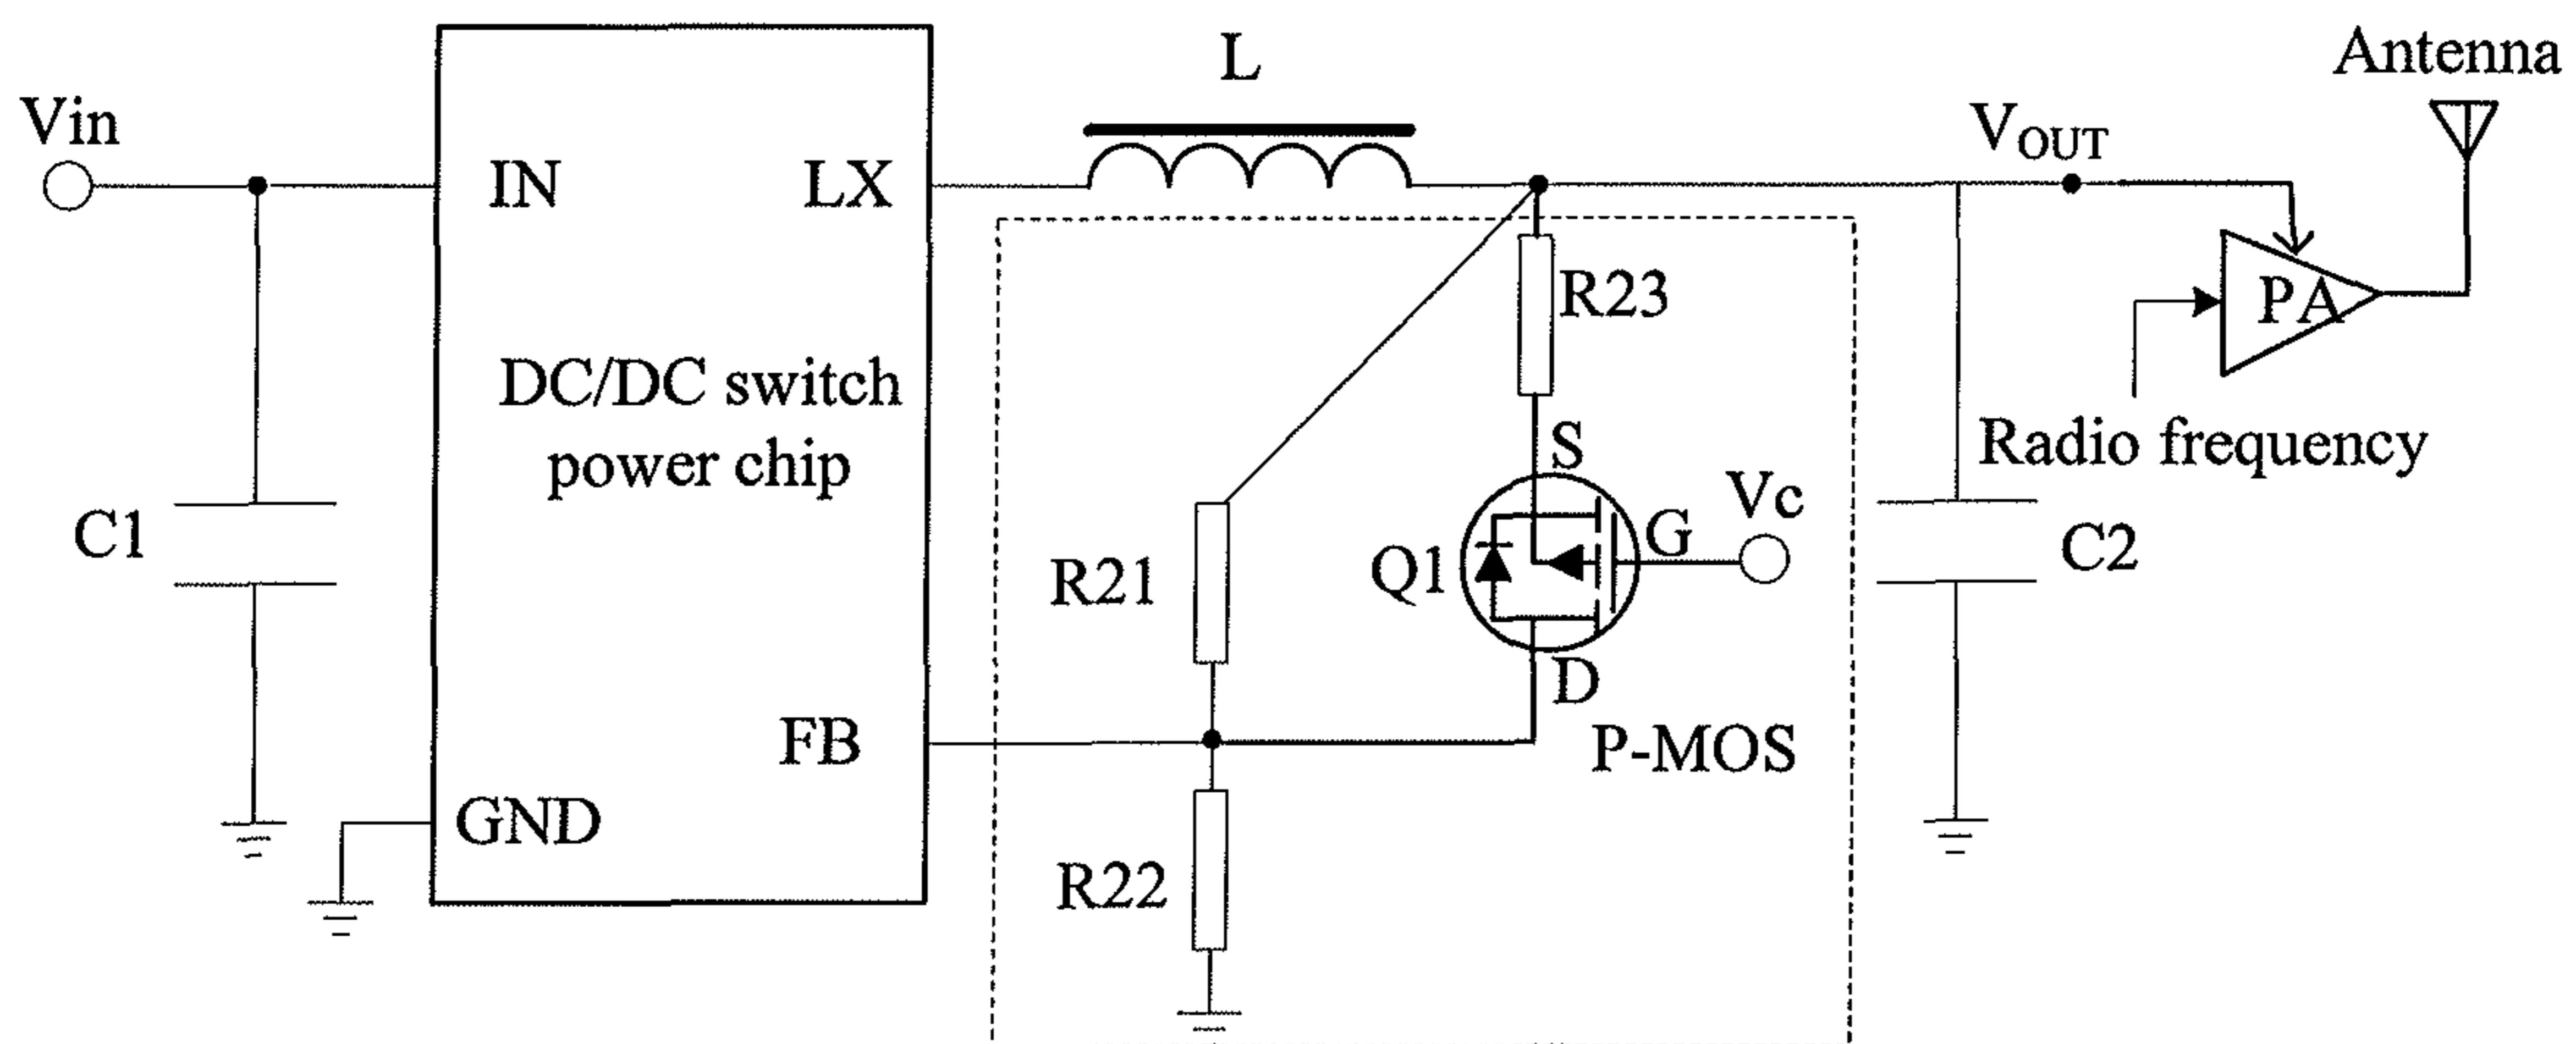 Antenna
L
Vin
VOUT
IN
LX
R23
PA
DC/DC switch
power chip
Radio frequency
S
Vc
G
C1
R21
Q1
C2
D
FB
P-MOS
GND
R22